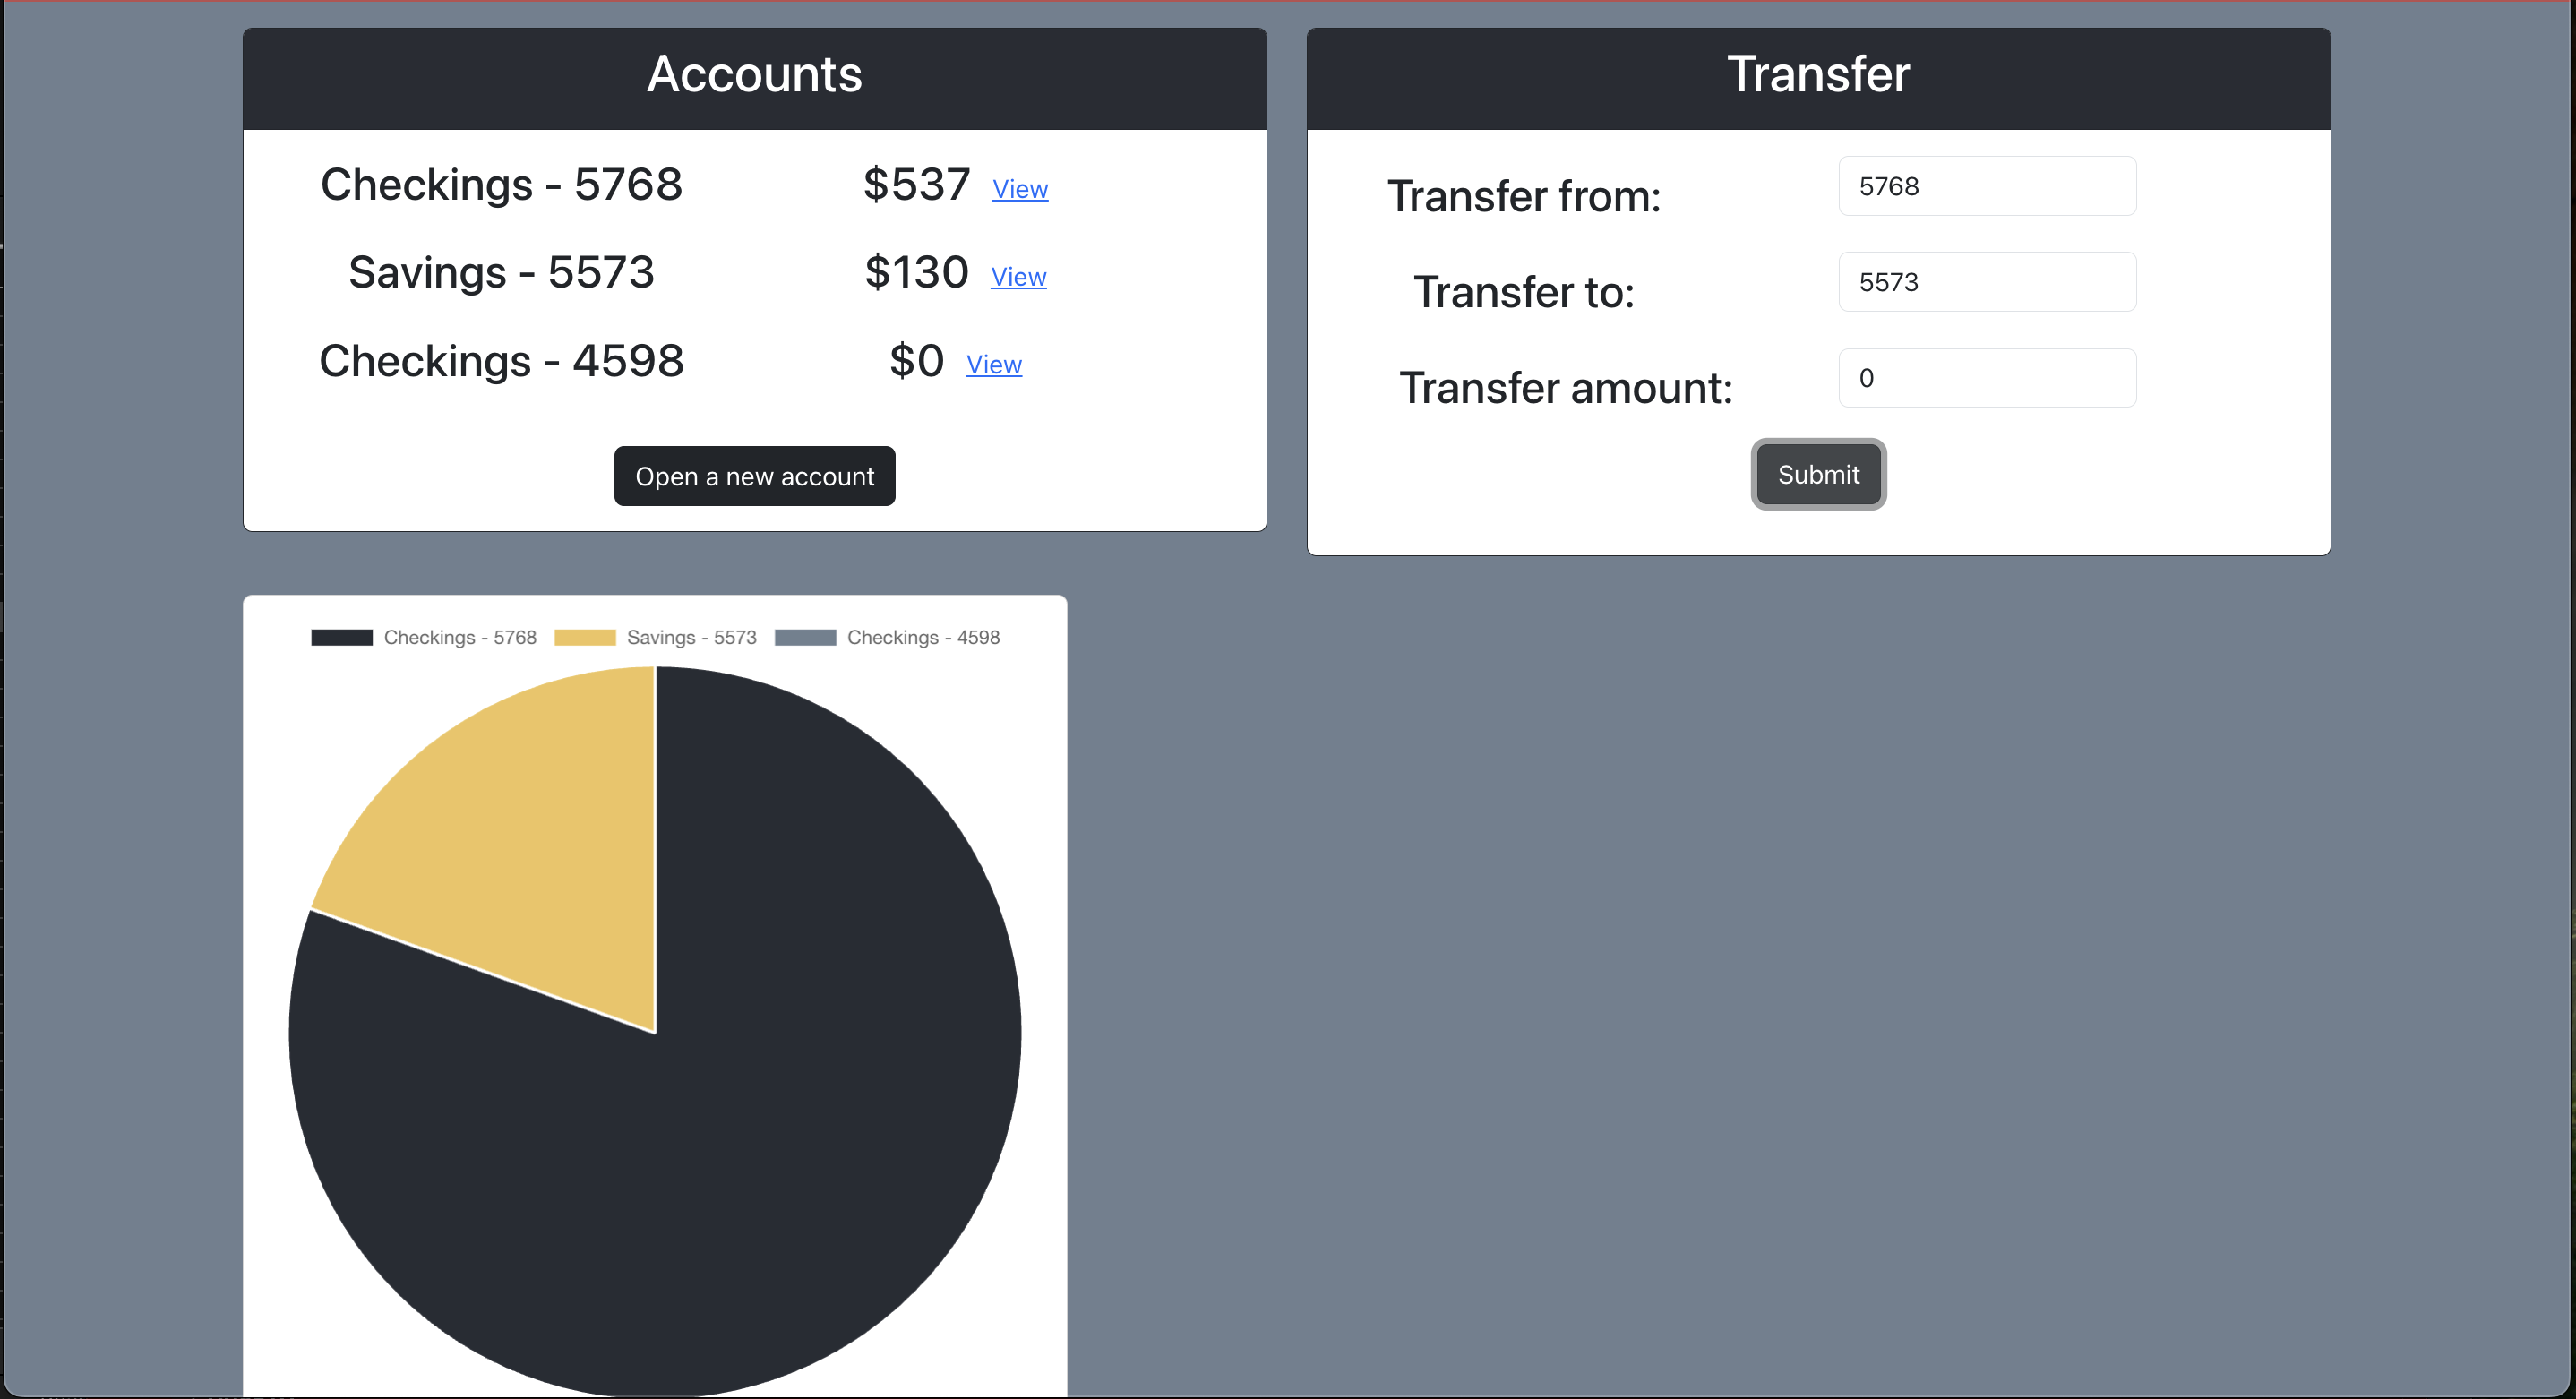 Accounts
Checkings - 5768 $537 View
Savings - 5573 $130 View
Checkings - 4598 $0 View
Open a new account
Transfer
Transfer from: 5768
Transfer to: 5573
Transfer amount: 0
Submit
Checkings - 5768 Savings - 5573 Checkings - 4598